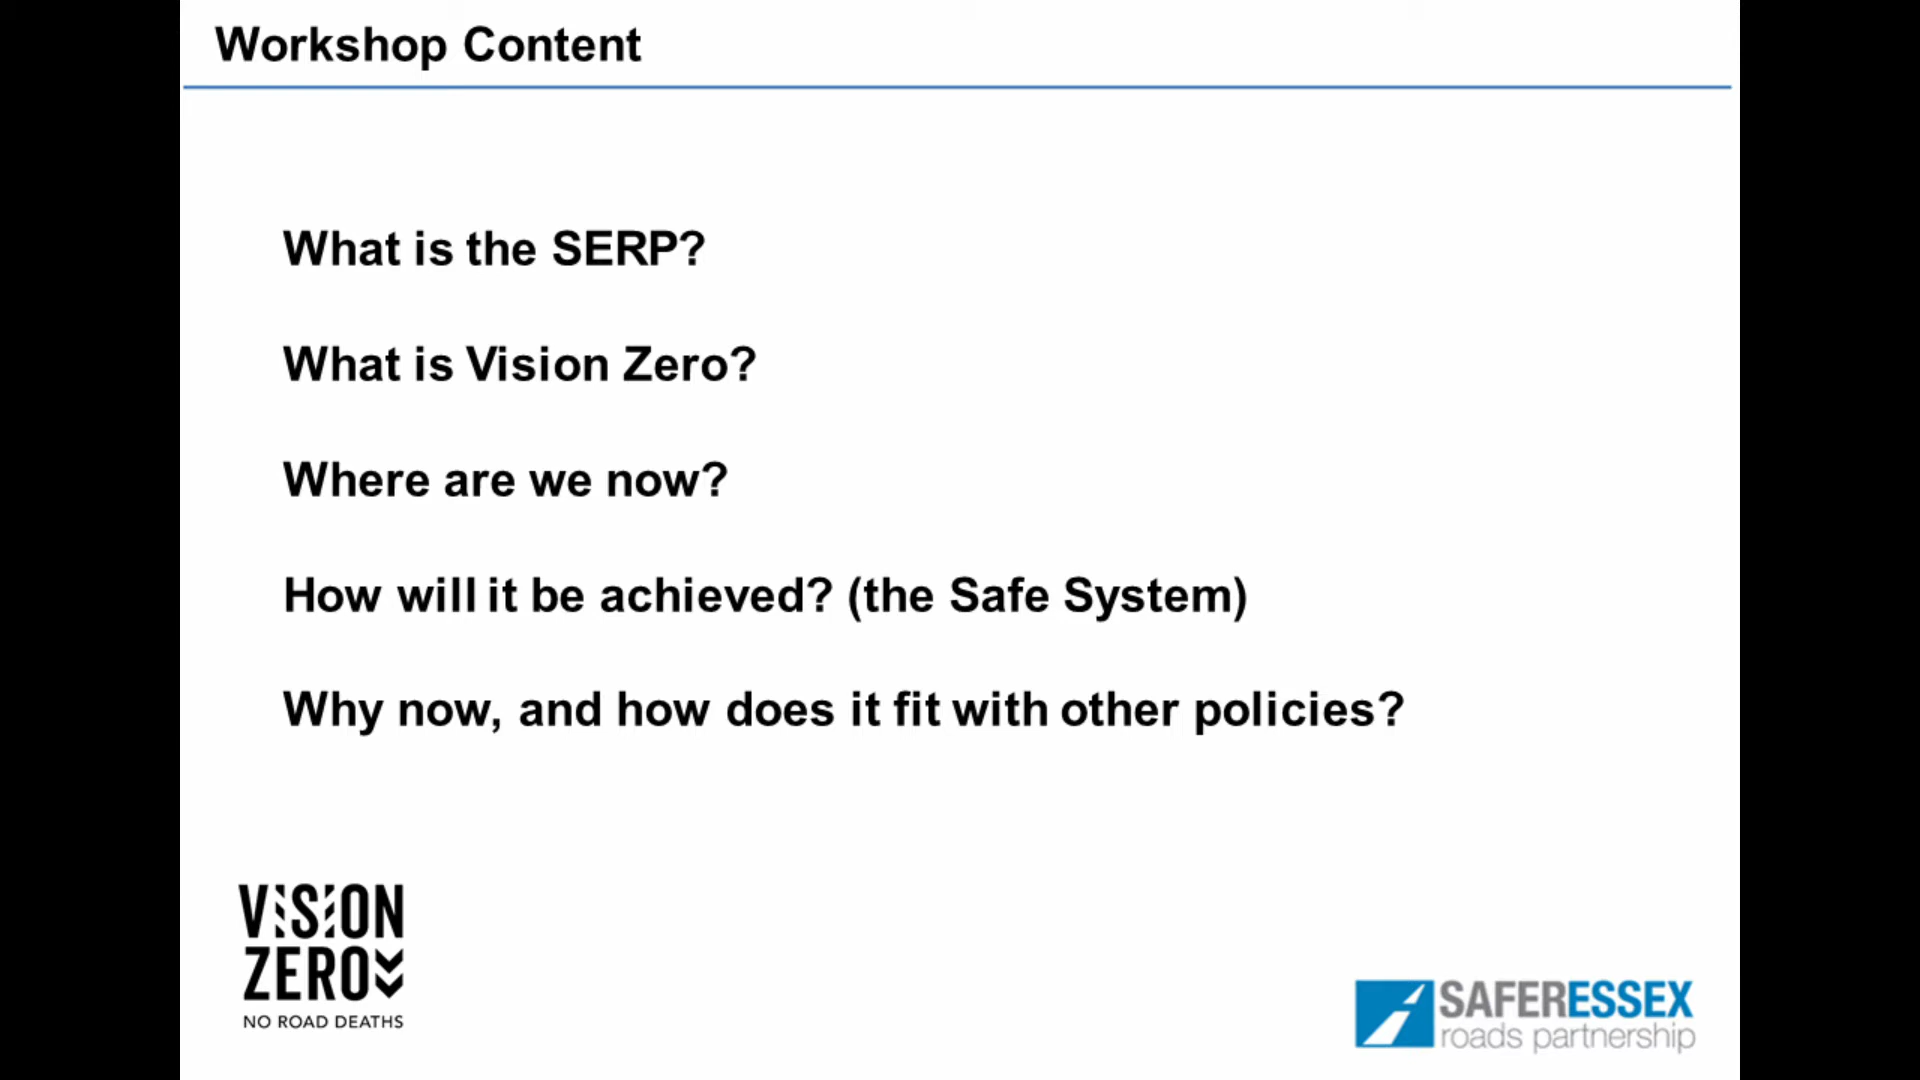 Workshop Content
What is the SERP?
What is Vision Zero?
Where are we now?
How will it be achieved? (the Safe System)
Why now, and how does it fit with other policies?
VISION
ZERO
NO ROAD DEATHS
SAFERESSEX
roads partnership